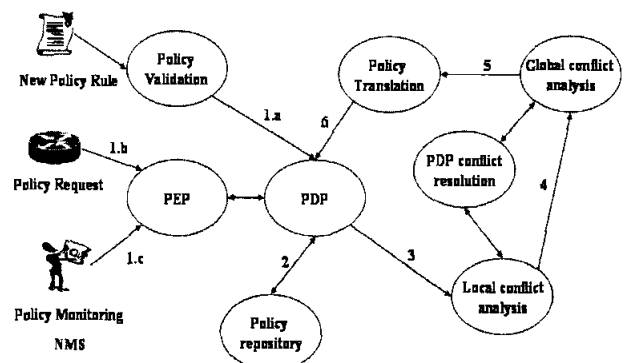 New Policy Rule
Policy
Validation
1.a
Policy
Translation
6
5
Global conflict
analysis
1.b
Policy Request
PEP
PDP
PDP conflict
resolution
4
1.c
Policy Monitoring
NMS
2
Policy
repository
3
Local conflict
analysis